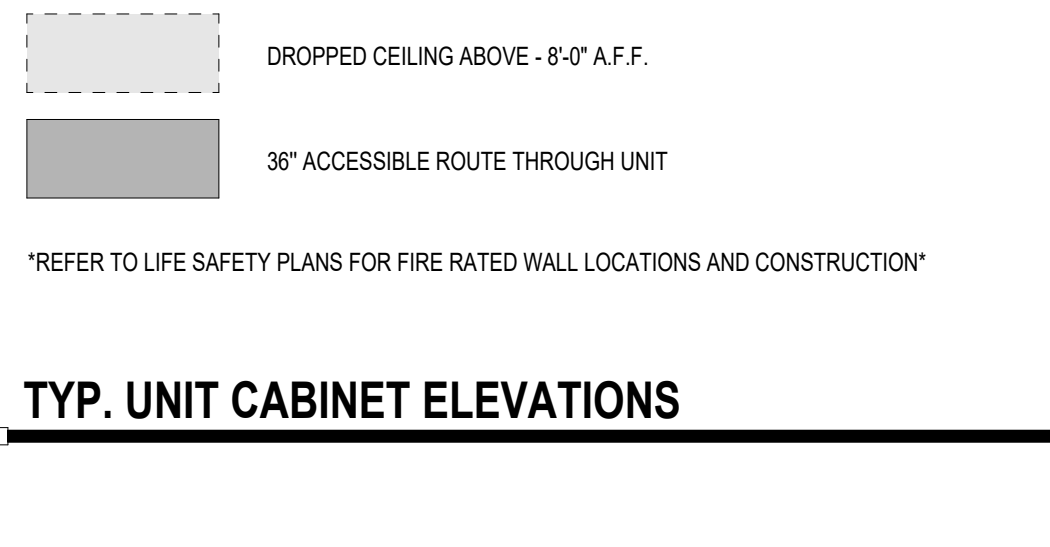 DROPPED CEILING ABOVE - 8'-0" A.F.F.
36" ACCESSIBLE ROUTE THROUGH UNIT
*REFER TO LIFE SAFETY PLANS FOR FIRE RATED WALL LOCATIONS AND CONSTRUCTION*
TYP. UNIT CABINET ELEVATIONS